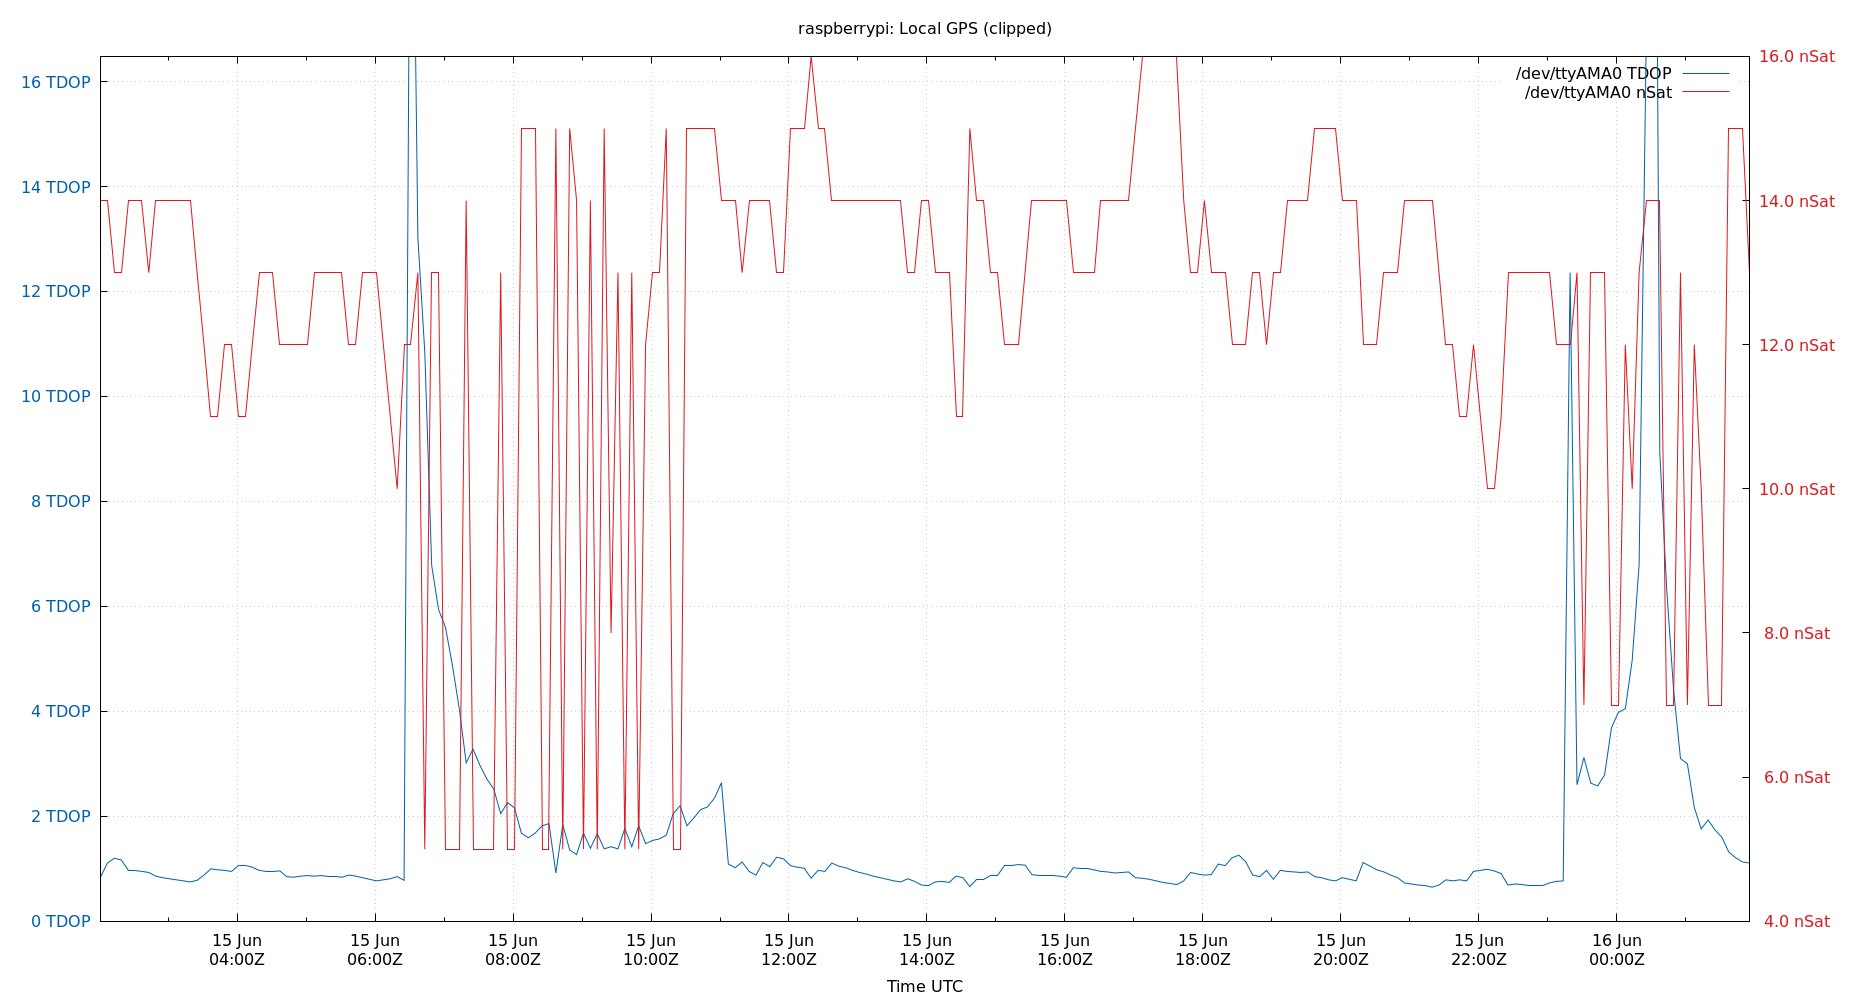 raspberrypi: Local GPS (clipped)
/dev/ttyAMA0 TDOP
/dev/ttyAMA0 nSat
16 TDOP
14 TDOP
12 TDOP
10 TDOP
8 TDOP
6 TDOP
4 TDOP
2 TDOP
0 TDOP
16.0 nSat
14.0 nSat
12.0 nSat
10.0 nSat
8.0 nSat
6.0 nSat
4.0 nSat
15 Jun
04:00Z
15 Jun
06:00Z
15 Jun
08:00Z
15 Jun
10:00Z
15 Jun
12:00Z
15 Jun
14:00Z
15 Jun
16:00Z
15 Jun
18:00Z
15 Jun
20:00Z
15 Jun
22:00Z
16 Jun
00:00Z
Time UTC